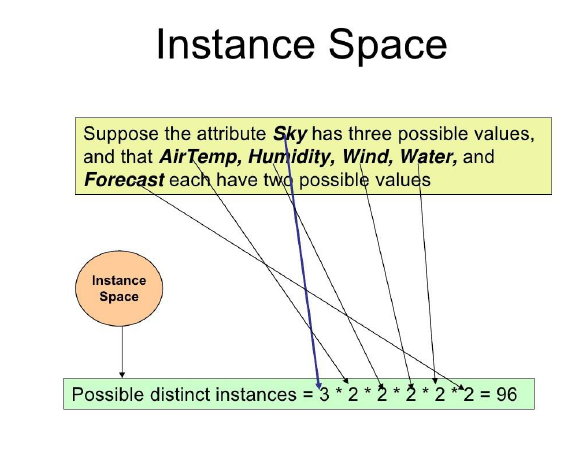 Instance Space
Suppose the attribute Sky has three possible values,
and that AirTemp, Humidity, Wind, Water, and
Forecast each have two possible values
Instance
Space
Possible distinct instances = 3 * 2 * 2 * 2 * 2 * 2 = 96